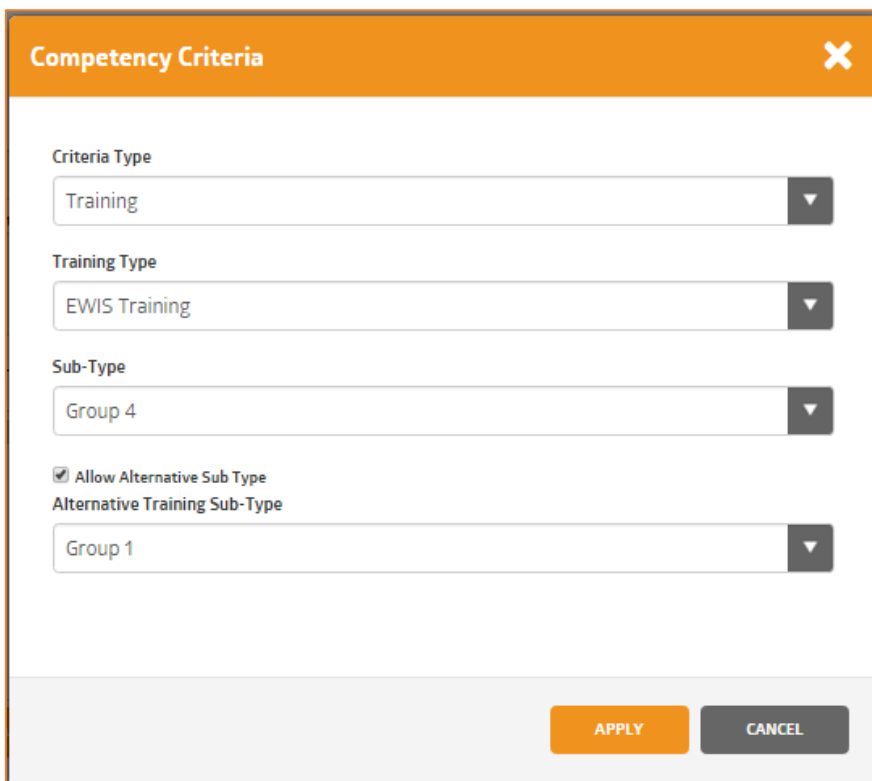 Competency Criteria
Criteria Type
Training
Training Type
EWIS Training
Sub-Type
Group 4
Allow Alternative Sub Type
Alternative Training Sub-Type
Group 1
APPLY CANCEL